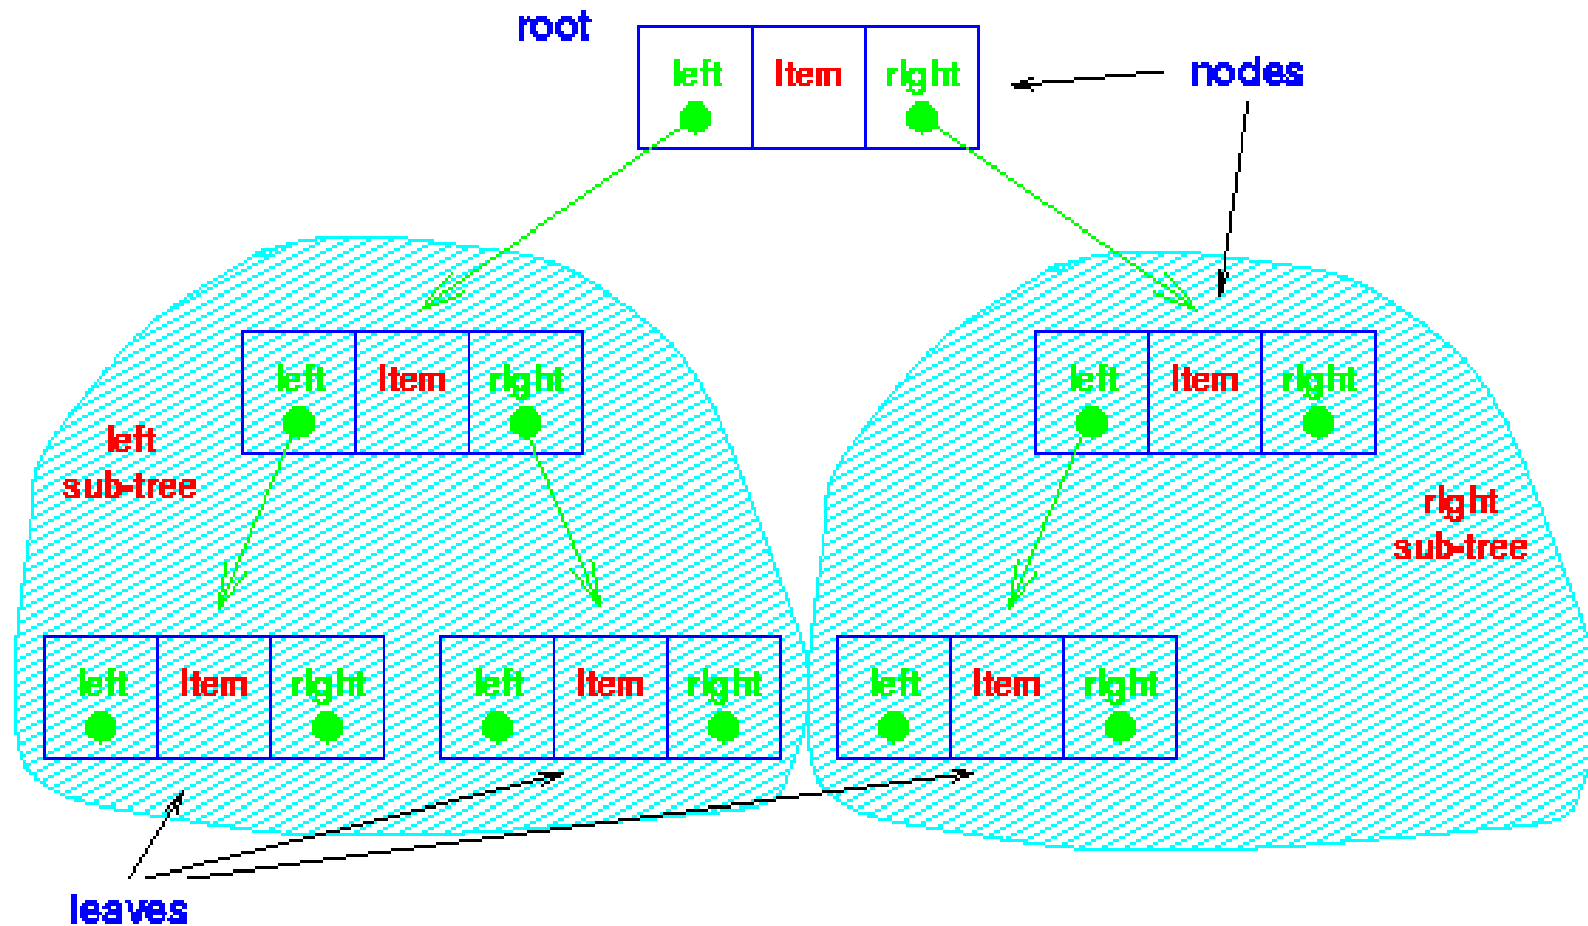 root
left Item right
nodes
left Item right
left Item right
left
sub-tree
right
sub-tree
left Item right
left Item right
left Item right
leaves